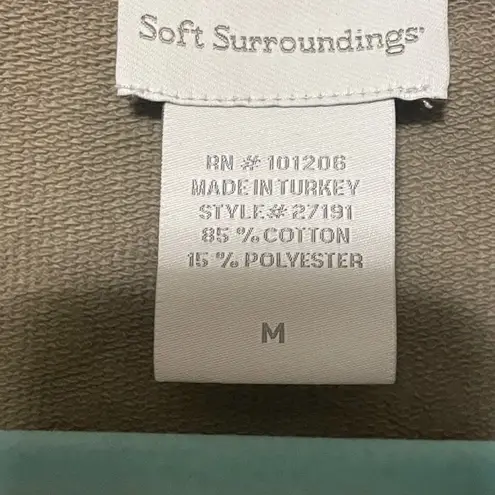 Soft Surroundings
RN # 101206
MADE IN TURKEY
STYLE# 27191
85 % COTTON
15 % POLYESTER
M